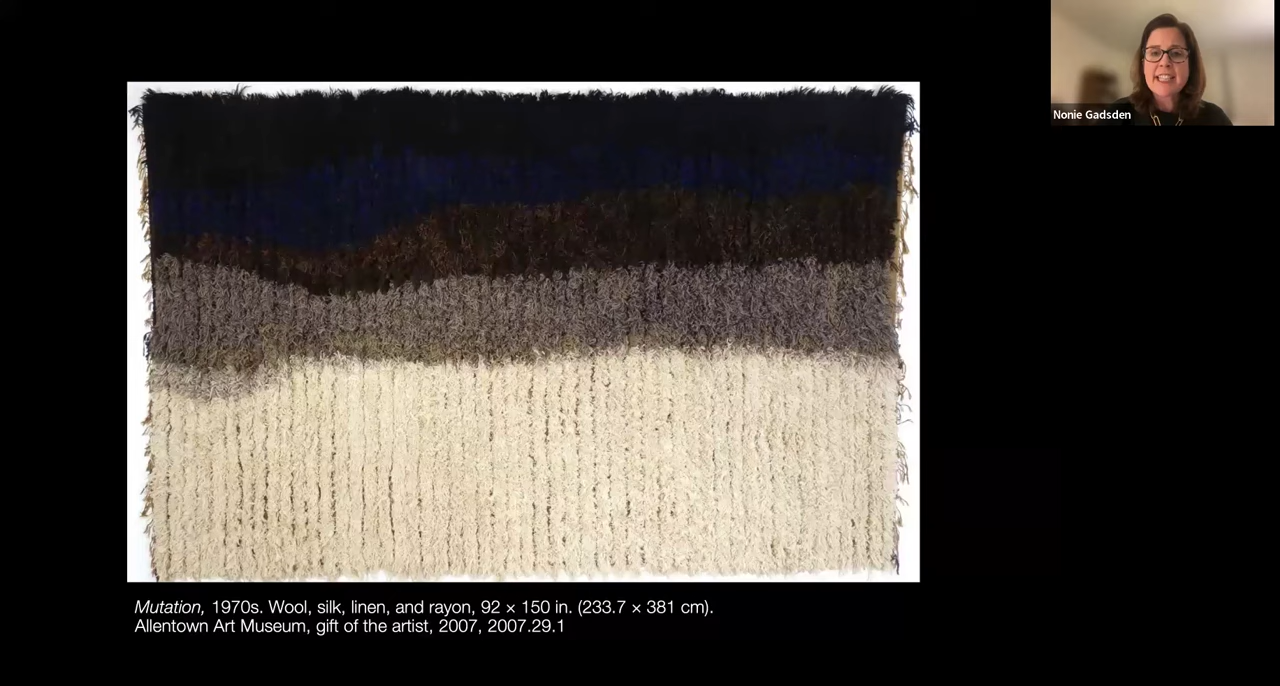 Nonie Gadsden
Mutation, 1970s. Wool, silk, linen, and rayon, 92 × 150 in. (233.7 × 381 cm).
Allentown Art Museum, gift of the artist, 2007, 2007.29.1